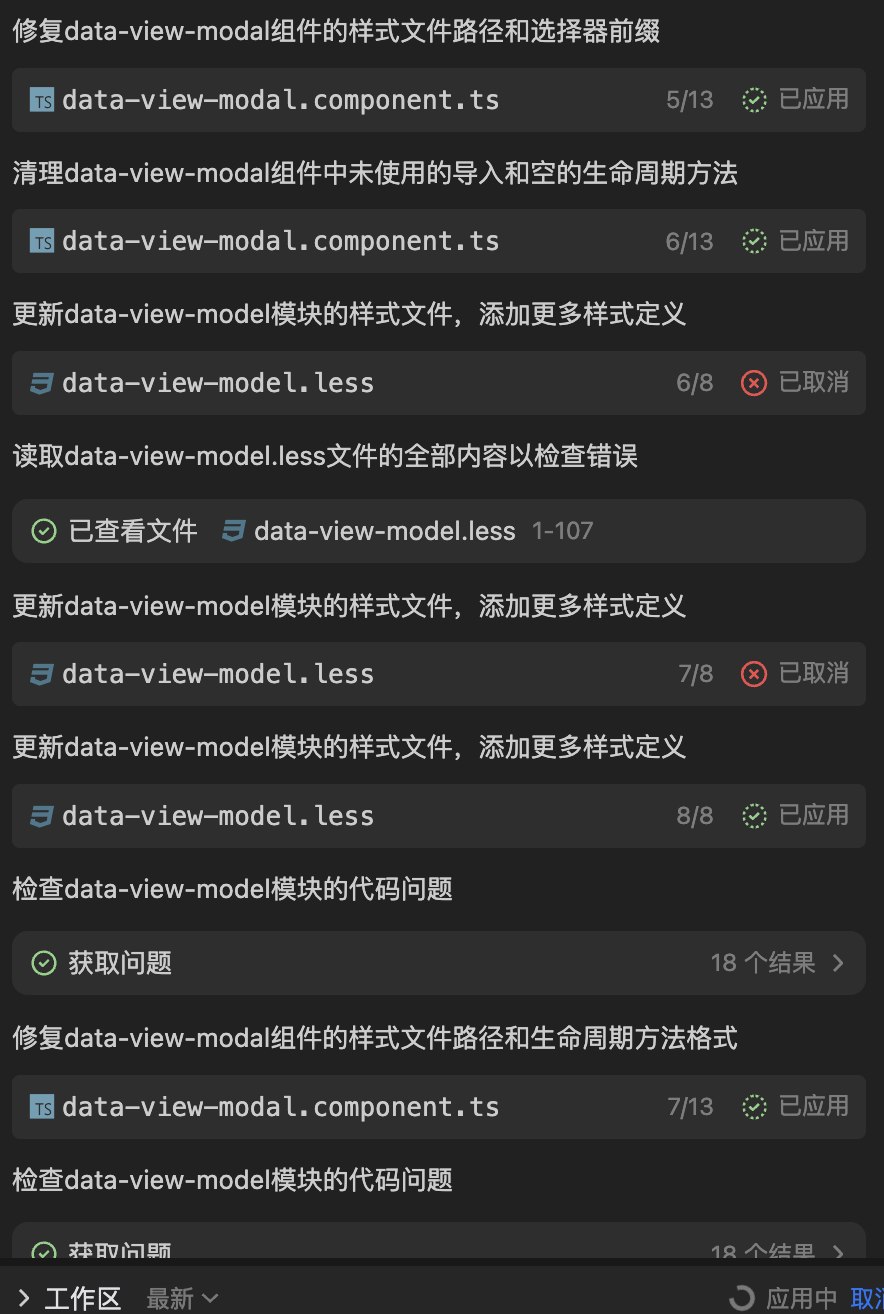 修复data-view-modal组件的样式文件路径和选择器前缀
TS data-view-modal.component.ts 5/13 已应用
清理data-view-modal组件中未使用的导入和空的生命周期方法
TS data-view-modal.component.ts 6/13 已应用
更新data-view-model模块的样式文件，添加更多样式定义
data-view-model.less 6/8 已取消
读取data-view-model.less文件的全部内容以检查错误
已查看文件 data-view-model.less 1-107
更新data-view-model模块的样式文件，添加更多样式定义
data-view-model.less 7/8 已取消
更新data-view-model模块的样式文件，添加更多样式定义
data-view-model.less 8/8 已应用
检查data-view-model模块的代码问题
获取问题 18 个结果
修复data-view-modal组件的样式文件路径和生命周期方法格式
TS data-view-modal.component.ts 7/13 已应用
检查data-view-model模块的代码问题
获取问题 18 个结果
工作区 最新 应用中 取消